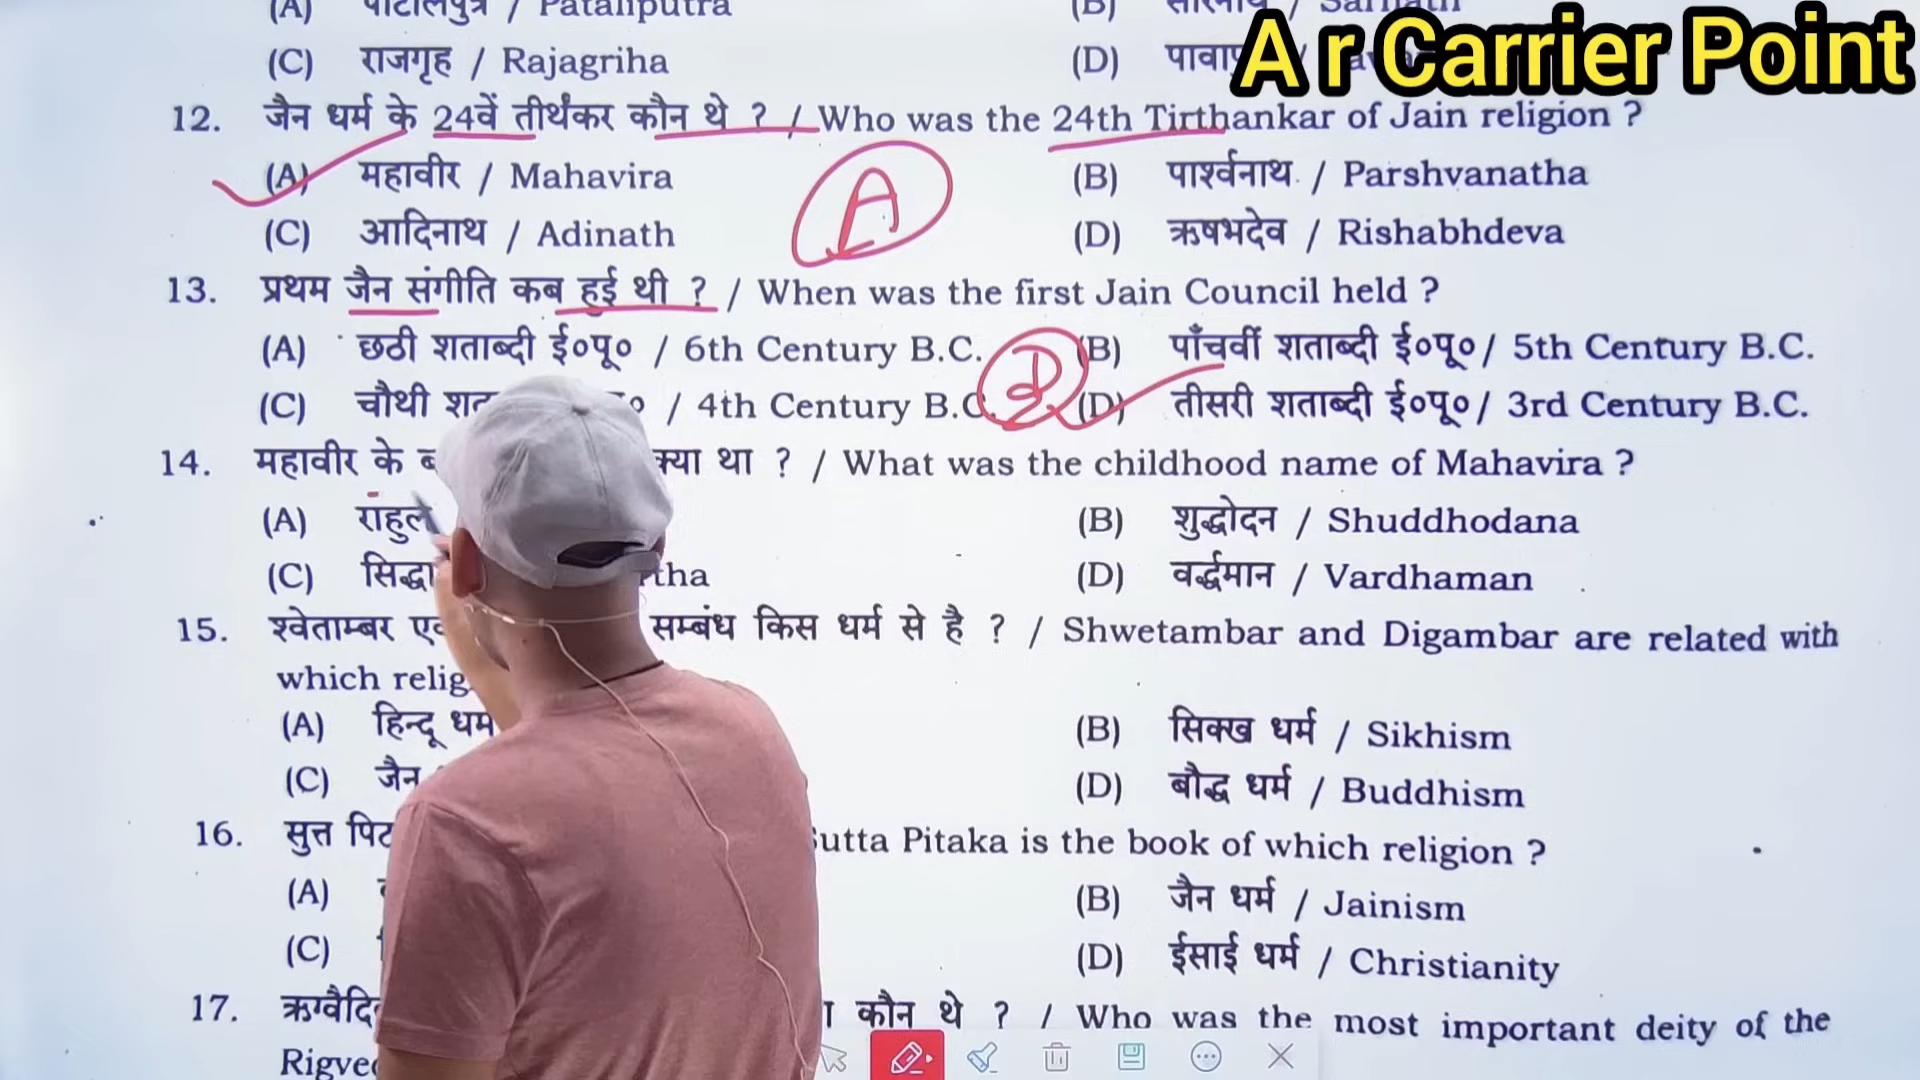 (A) पाटलिपुत्र / Pataliputra (B) सारनाथ / Sarnath
A r Carrier Point
(C) राजगृह / Rajagriha (D)
12. जैन धर्म के 24वें तीर्थंकर कौन थे ? / Who was the 24th Tirthankar of Jain religion ?
(A) महावीर / Mahavira (B) पार्श्वनाथ / Parshvanatha
A
(C) आदिनाथ / Adinath (D) ऋषभदेव / Rishabhdeva
13. प्रथम जैन संगीति कब हुई थी ? / When was the first Jain Council held ?
(A) छठी शताब्दी ई०पू० / 6th Century B.C. (B) पाँचवीं शताब्दी ई०पू० / 5th Century B.C.
D
(C) चौथी / 4th Century B.C. (D) तीसरी शताब्दी ई०पू० / 3rd Century B.C.
14. महावीर के क्या था ? / What was the childhood name of Mahavira ?
(A) राहुल (B) शुद्धोदन / Shuddhodana
(C) (D) वर्द्धमान / Vardhaman
15. श्वेताम्बर सम्बंध किस धर्म से है ? / Shwetambar and Digambar are related with
which
(A) हिन्दू धर्म (B) सिक्ख धर्म / Sikhism
(C) जैन (D) बौद्ध धर्म / Buddhism
16. सुत्त Pitaka is the book of which religion ?
(A) (B) जैन धर्म / Jainism
(C) (D) ईसाई धर्म / Christianity
17. कौन थे ? / Who was the most important deity of the